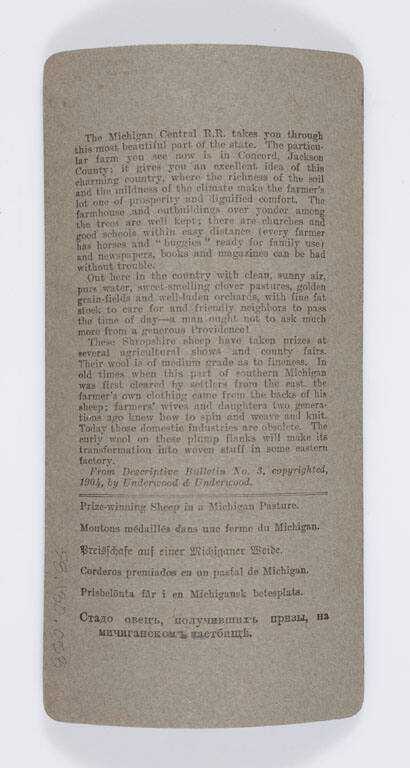 The Michigan Central R.R. takes you through
this most beautiful part of the state. The particu-
lar farm you see now is in Concord, Jackson
County; it gives you an excellent idea of this
charming country, where the richness of the soil
and the mildness of the climate make the farmer's
lot one of prosperity and dignified comfort. The
farmhouse and outbuildings over yonder among
the trees are well kept; there are churches and
good schools within easy distance (every farmer
has horses and "buggies" ready for family use)
and newspapers, books and magazines can be had
without trouble.
Out here in the country with clean, sunny air,
pure water, sweet-smelling clover pastures, golden
grain-fields and well-laden orchards, with fine fat
stock to care for and friendly neighbors to pass
the time of day—a man ought not to ask much
more from a generous Providence!
These Shropshire sheep have taken prizes at
several agricultural shows and county fairs.
Their wool is of medium grade as to fineness. In
old times when this part of southern Michigan
was first cleared by settlers from the east, the
farmer's own clothing came from the backs of his
sheep; farmers' wives and daughters two genera-
tions ago knew how to spin and weave and knit.
Today those domestic industries are obsolete. The
curly wool on these plump flanks will make its
transformation into woven stuff in some eastern
factory.
From Descriptive Bulletin No. 3, copyrighted,
1904, by Underwood & Underwood.
Prize-winning Sheep in a Michigan Pasture.
Moutons médaillés dans une ferme du Michigan.
Preisschafe auf einer Michiganer Weide.
Corderos premiados en un pastal de Michigan.
Prisbelönta får i en Michigansk betesplats.
Стадо овецъ, получившихъ призы, на
мичиганскомъ пастбищѣ.